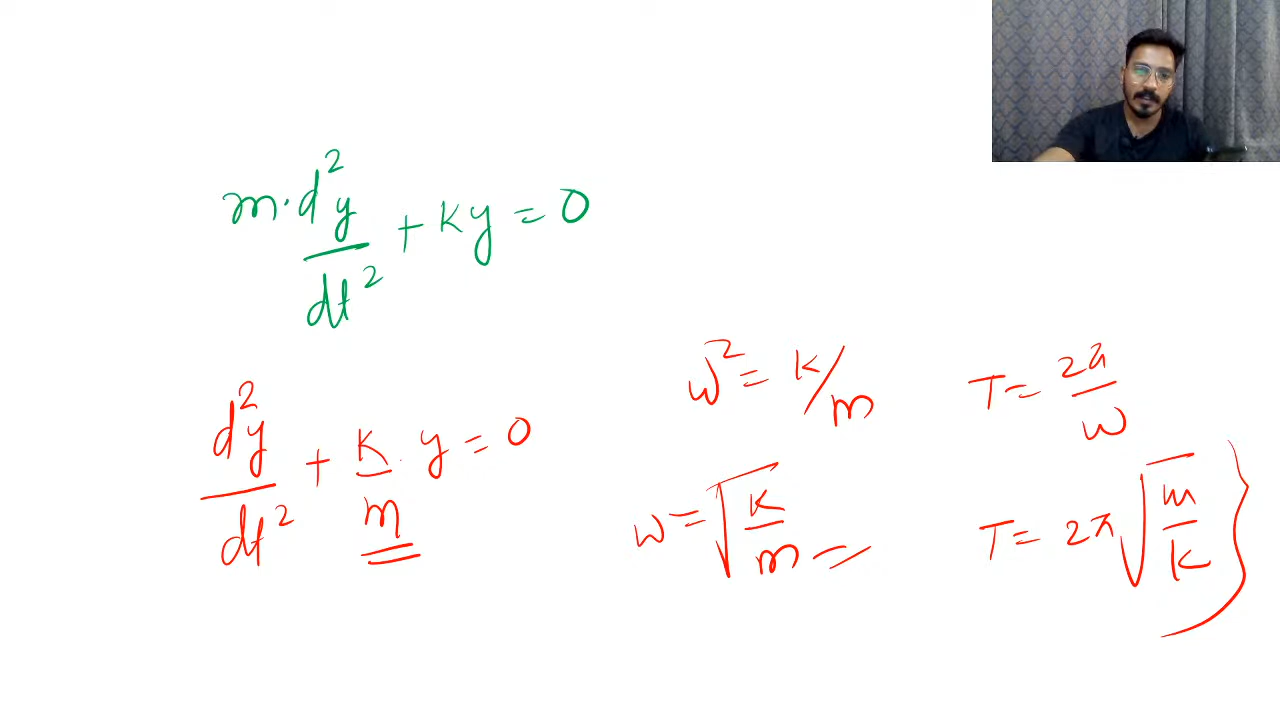 m · d²y/dt² + ky = 0
d²y/dt² + k/m · y = 0
ω² = k/m
ω = √(k/m)
T = 2π/ω
T = 2π √(m/k)